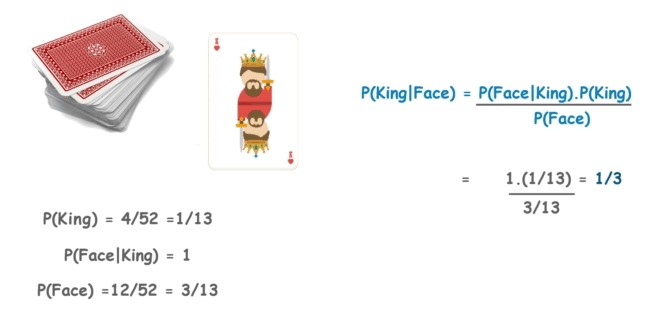 P(King|Face) = P(Face|King).P(King)
P(Face)
= 1.(1/13) = 1/3
3/13
P(King) = 4/52 =1/13
P(Face|King) = 1
P(Face) =12/52 = 3/13